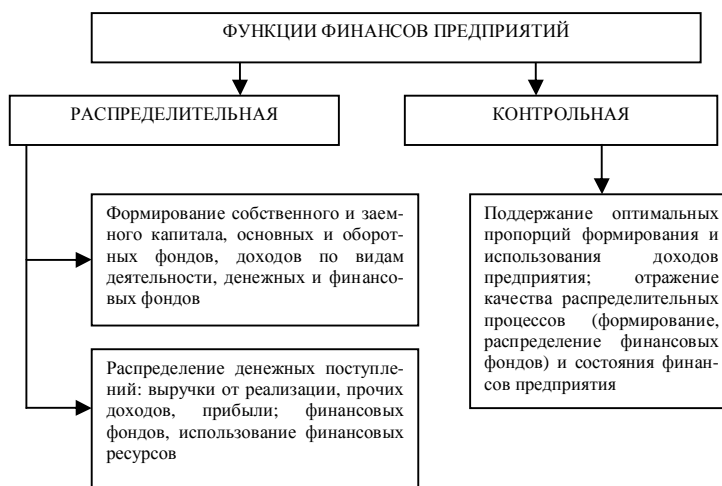 ФУНКЦИИ ФИНАНСОВ ПРЕДПРИЯТИЙ
РАСПРЕДЕЛИТЕЛЬНАЯ
КОНТРОЛЬНАЯ
Формирование собственного и заем-
ного капитала, основных и оборот-
ных фондов, доходов по видам
деятельности, денежных и финансо-
вых фондов
Распределение денежных поступле-
ний: выручки от реализации, прочих
доходов, прибыли; финансовых
фондов, использование финансовых
ресурсов
Поддержание оптимальных
пропорций формирования и
использования доходов
предприятия; отражение
качества распределительных
процессов (формирование,
распределение финансовых
фондов) и состояния финан-
сов предприятия